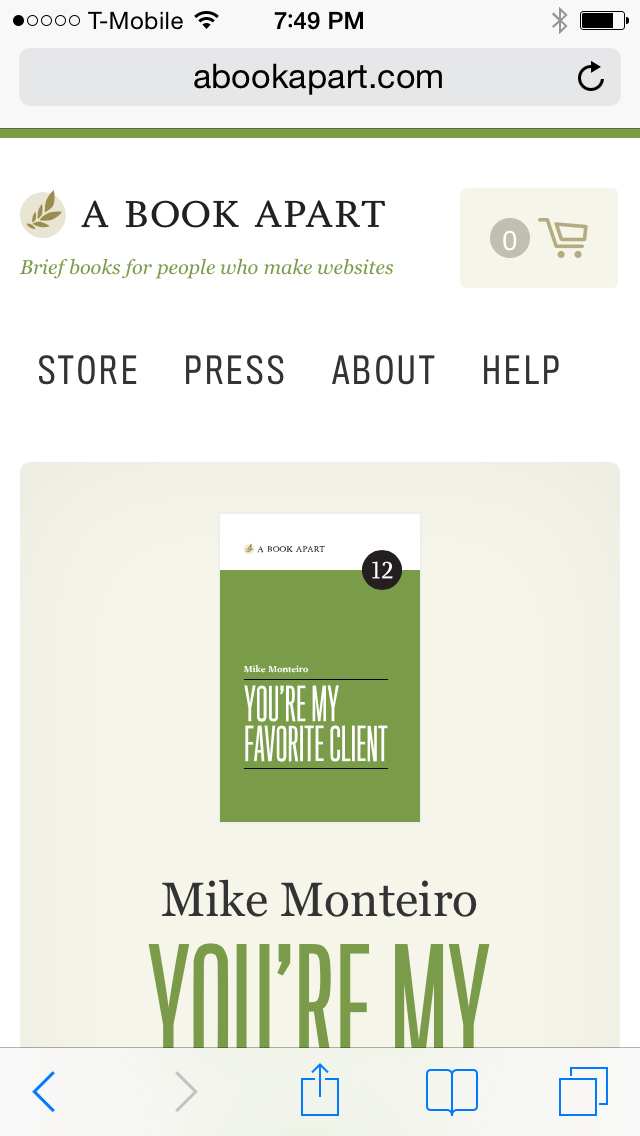 T-Mobile 7:49 PM
abookapart.com
A BOOK APART
0
Brief books for people who make websites
STORE PRESS ABOUT HELP
A BOOK APART
12
Mike Monteiro
YOU'RE MY
FAVORITE CLIENT
Mike Monteiro
YOU'RE MY